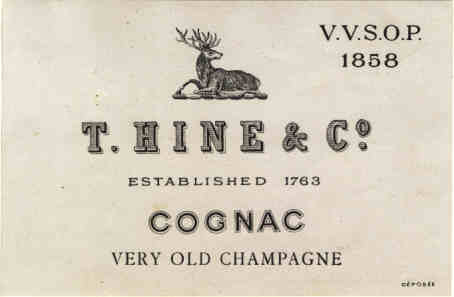 V.V.S.O.P.
1858
T. HINE & Cº
ESTABLISHED 1763
COGNAC
VERY OLD CHAMPAGNE
DÉPOSÉE